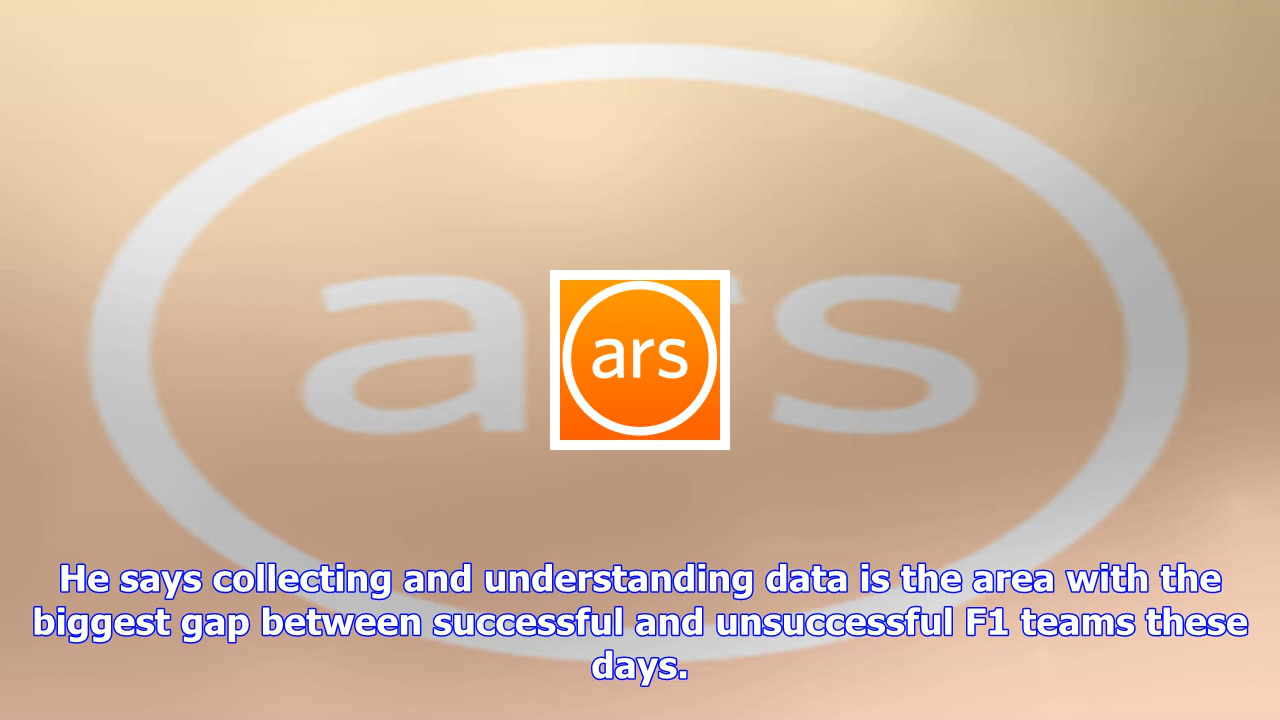 ars
ars
He says collecting and understanding data is the area with the
biggest gap between successful and unsuccessful F1 teams these
days.